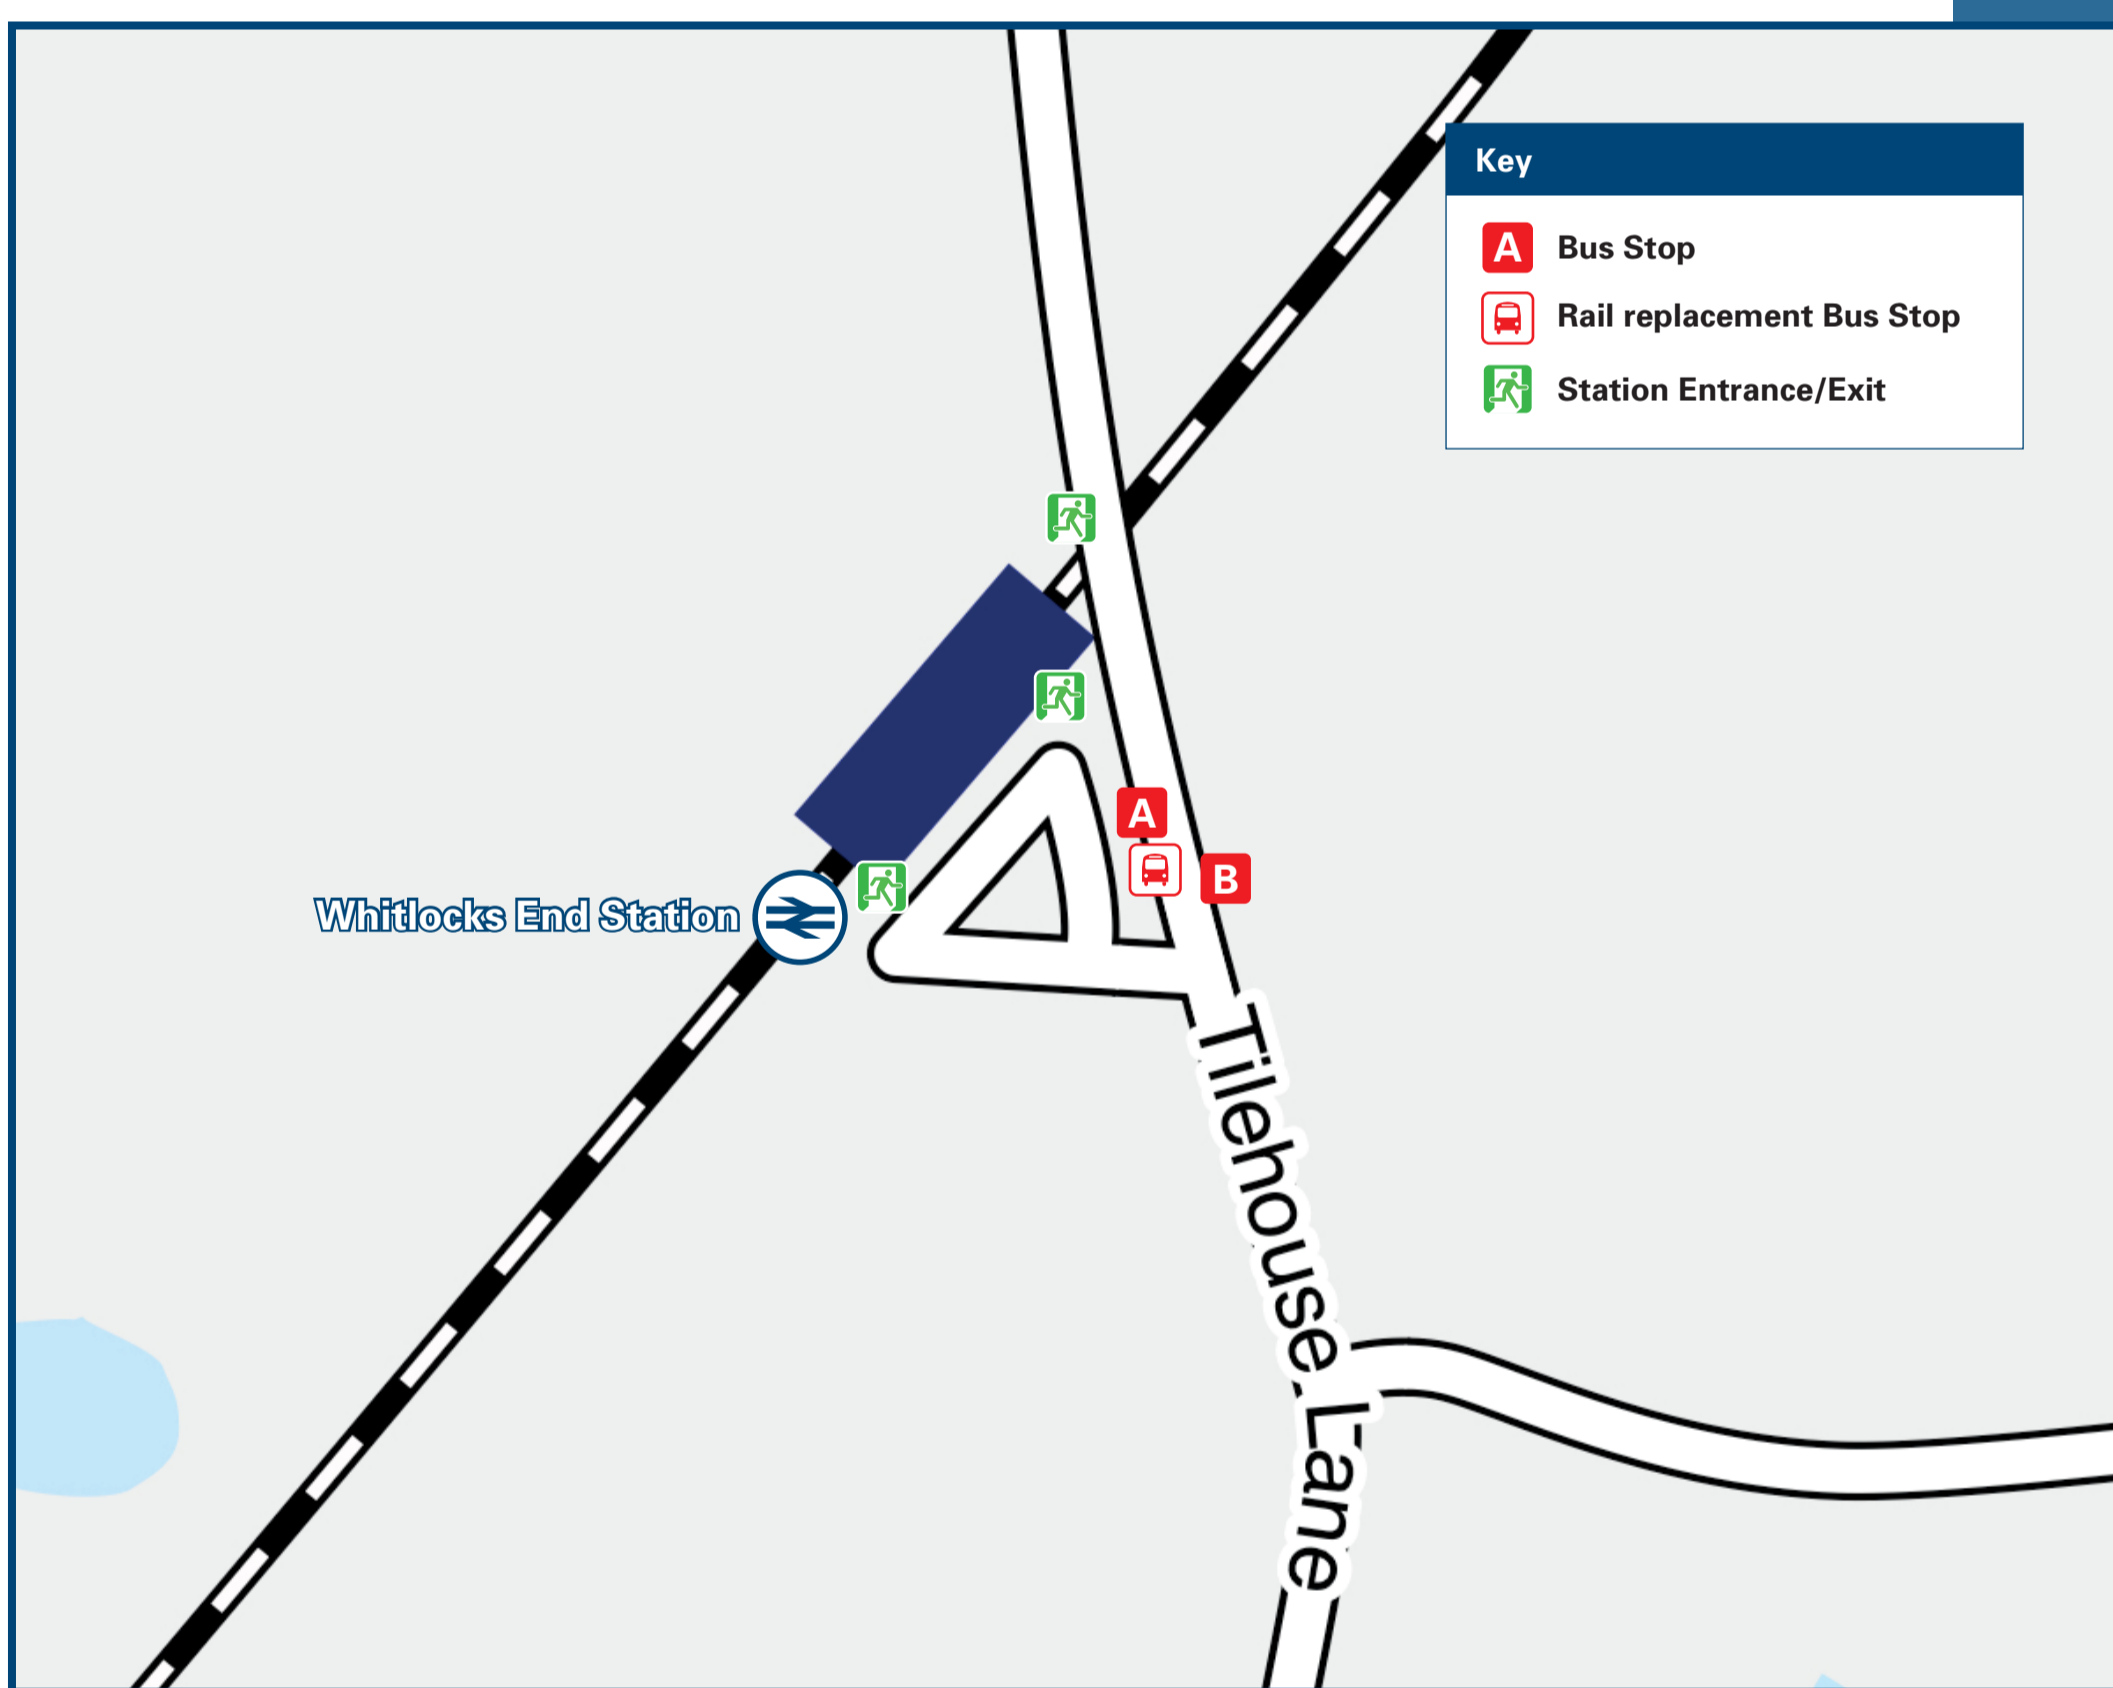 Key
A Bus Stop
Rail replacement Bus Stop
Station Entrance/Exit
A
B
Whitlocks End Station
Tilehouse Lane